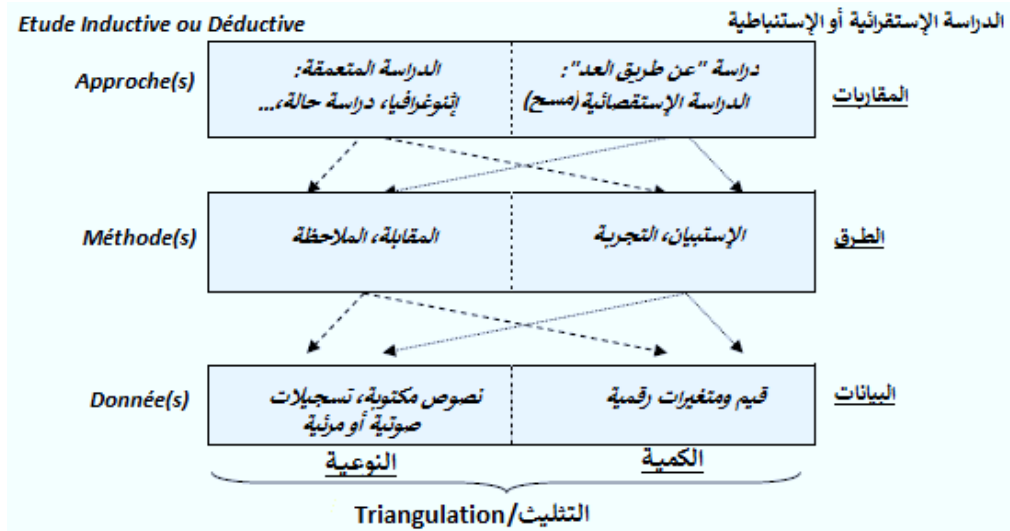 Etude Inductive ou Déductive
الدراسة الإستقرائية أو الإستنباطية
Approche(s)
المقاربات
دراسة "عن طريق العد":
الدراسة الإستقصائية (مسح)
الدراسة المتعمقة:
إثنوغرافيا، دراسة حالة،...
Méthode(s)
الطرق
الإستبيان، التجربة
المقابلة، الملاحظة
Donnée(s)
البيانات
قيم ومتغيرات رقمية
نصوص مكتوبة، تسجيلات
صوتية أو مرئية
الكمية
النوعية
التثليث/Triangulation